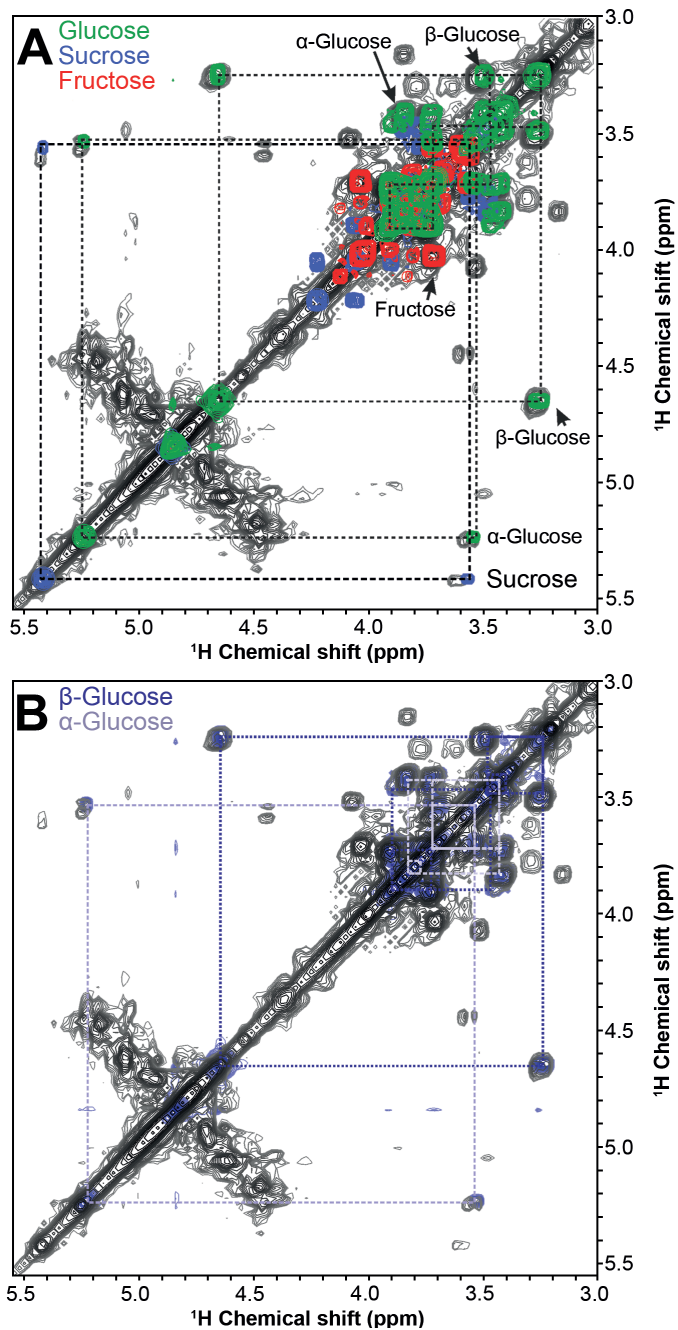 A
Glucose
Sucrose
Fructose
α-Glucose
β-Glucose
Fructose
β-Glucose
α-Glucose
Sucrose
3.0
3.5
4.0
4.5
5.0
5.5
¹H Chemical shift (ppm)
5.5 5.0 4.5 4.0 3.5 3.0
¹H Chemical shift (ppm)
B
β-Glucose
α-Glucose
3.0
3.5
4.0
4.5
5.0
5.5
¹H Chemical shift (ppm)
5.0 4.5 4.0 3.5 3.0
¹H Chemical shift (ppm)